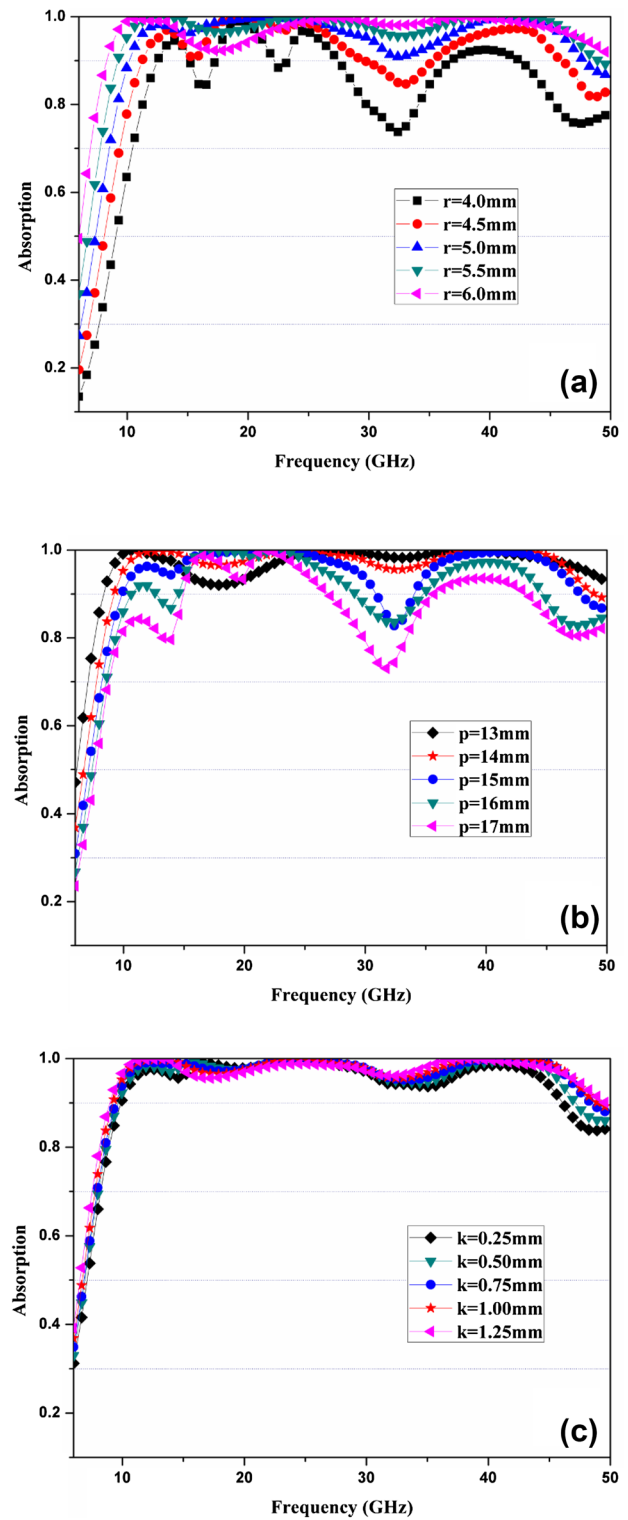 1.0
0.8
0.6
0.4
0.2
Absorption
r=4.0mm
r=4.5mm
r=5.0mm
r=5.5mm
r=6.0mm
(a)
10 20 30 40 50
Frequency (GHz)
1.0
0.8
0.6
0.4
0.2
Absorption
p=13mm
p=14mm
p=15mm
p=16mm
p=17mm
(b)
10 20 30 40 50
Frequency (GHz)
1.0
0.8
0.6
0.4
0.2
Absorption
k=0.25mm
k=0.50mm
k=0.75mm
k=1.00mm
k=1.25mm
(c)
10 20 30 40 50
Frequency (GHz)